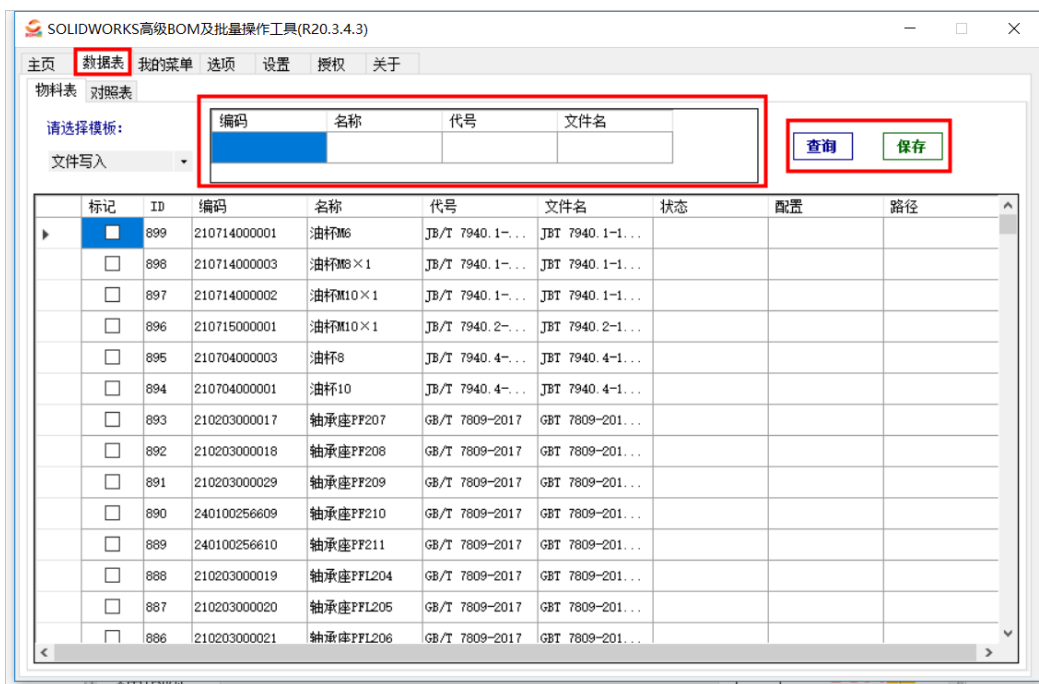 SOLIDWORKS高级BOM及批量操作工具(R20.3.4.3)
主页 数据表 我的菜单 选项 设置 授权 关于
物料表 对照表
请选择模板:
文件写入
编码 名称 代号 文件名
查询 保存
标记 ID 编码 名称 代号 文件名 状态 配置 路径
899 210714000001 油杯M6 JB/T 7940.1-... JBT 7940.1-1...
898 210714000003 油杯M8×1 JB/T 7940.1-... JBT 7940.1-1...
897 210714000002 油杯M10×1 JB/T 7940.1-... JBT 7940.1-1...
896 210715000001 油杯M10×1 JB/T 7940.2-... JBT 7940.2-1...
895 210704000003 油杯8 JB/T 7940.4-... JBT 7940.4-1...
894 210704000001 油杯10 JB/T 7940.4-... JBT 7940.4-1...
893 210203000017 轴承座PF207 GB/T 7809-2017 GBT 7809-201...
892 210203000018 轴承座PF208 GB/T 7809-2017 GBT 7809-201...
891 210203000029 轴承座PF209 GB/T 7809-2017 GBT 7809-201...
890 240100256609 轴承座PF210 GB/T 7809-2017 GBT 7809-201...
889 240100256610 轴承座PF211 GB/T 7809-2017 GBT 7809-201...
888 210203000019 轴承座PFL204 GB/T 7809-2017 GBT 7809-201...
887 210203000020 轴承座PFL205 GB/T 7809-2017 GBT 7809-201...
886 210203000021 轴承座PFL206 GB/T 7809-2017 GBT 7809-201...